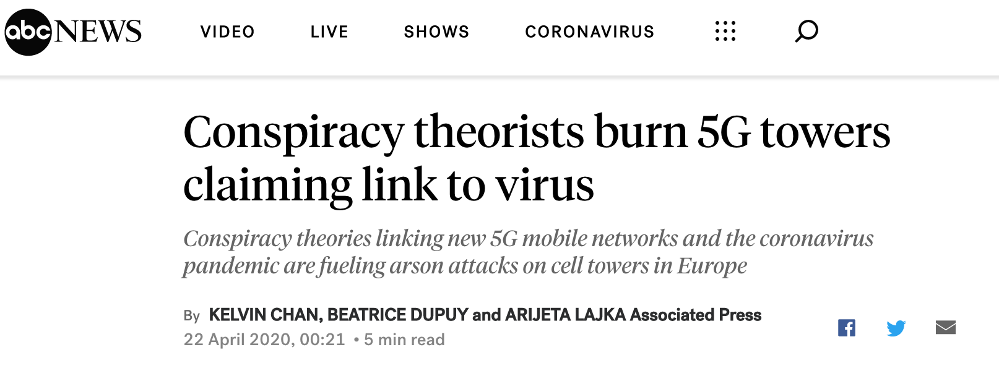 abc NEWS VIDEO LIVE SHOWS CORONAVIRUS
Conspiracy theorists burn 5G towers
claiming link to virus
Conspiracy theories linking new 5G mobile networks and the coronavirus
pandemic are fueling arson attacks on cell towers in Europe
By KELVIN CHAN, BEATRICE DUPUY and ARIJETA LAJKA Associated Press
22 April 2020, 00:21 • 5 min read